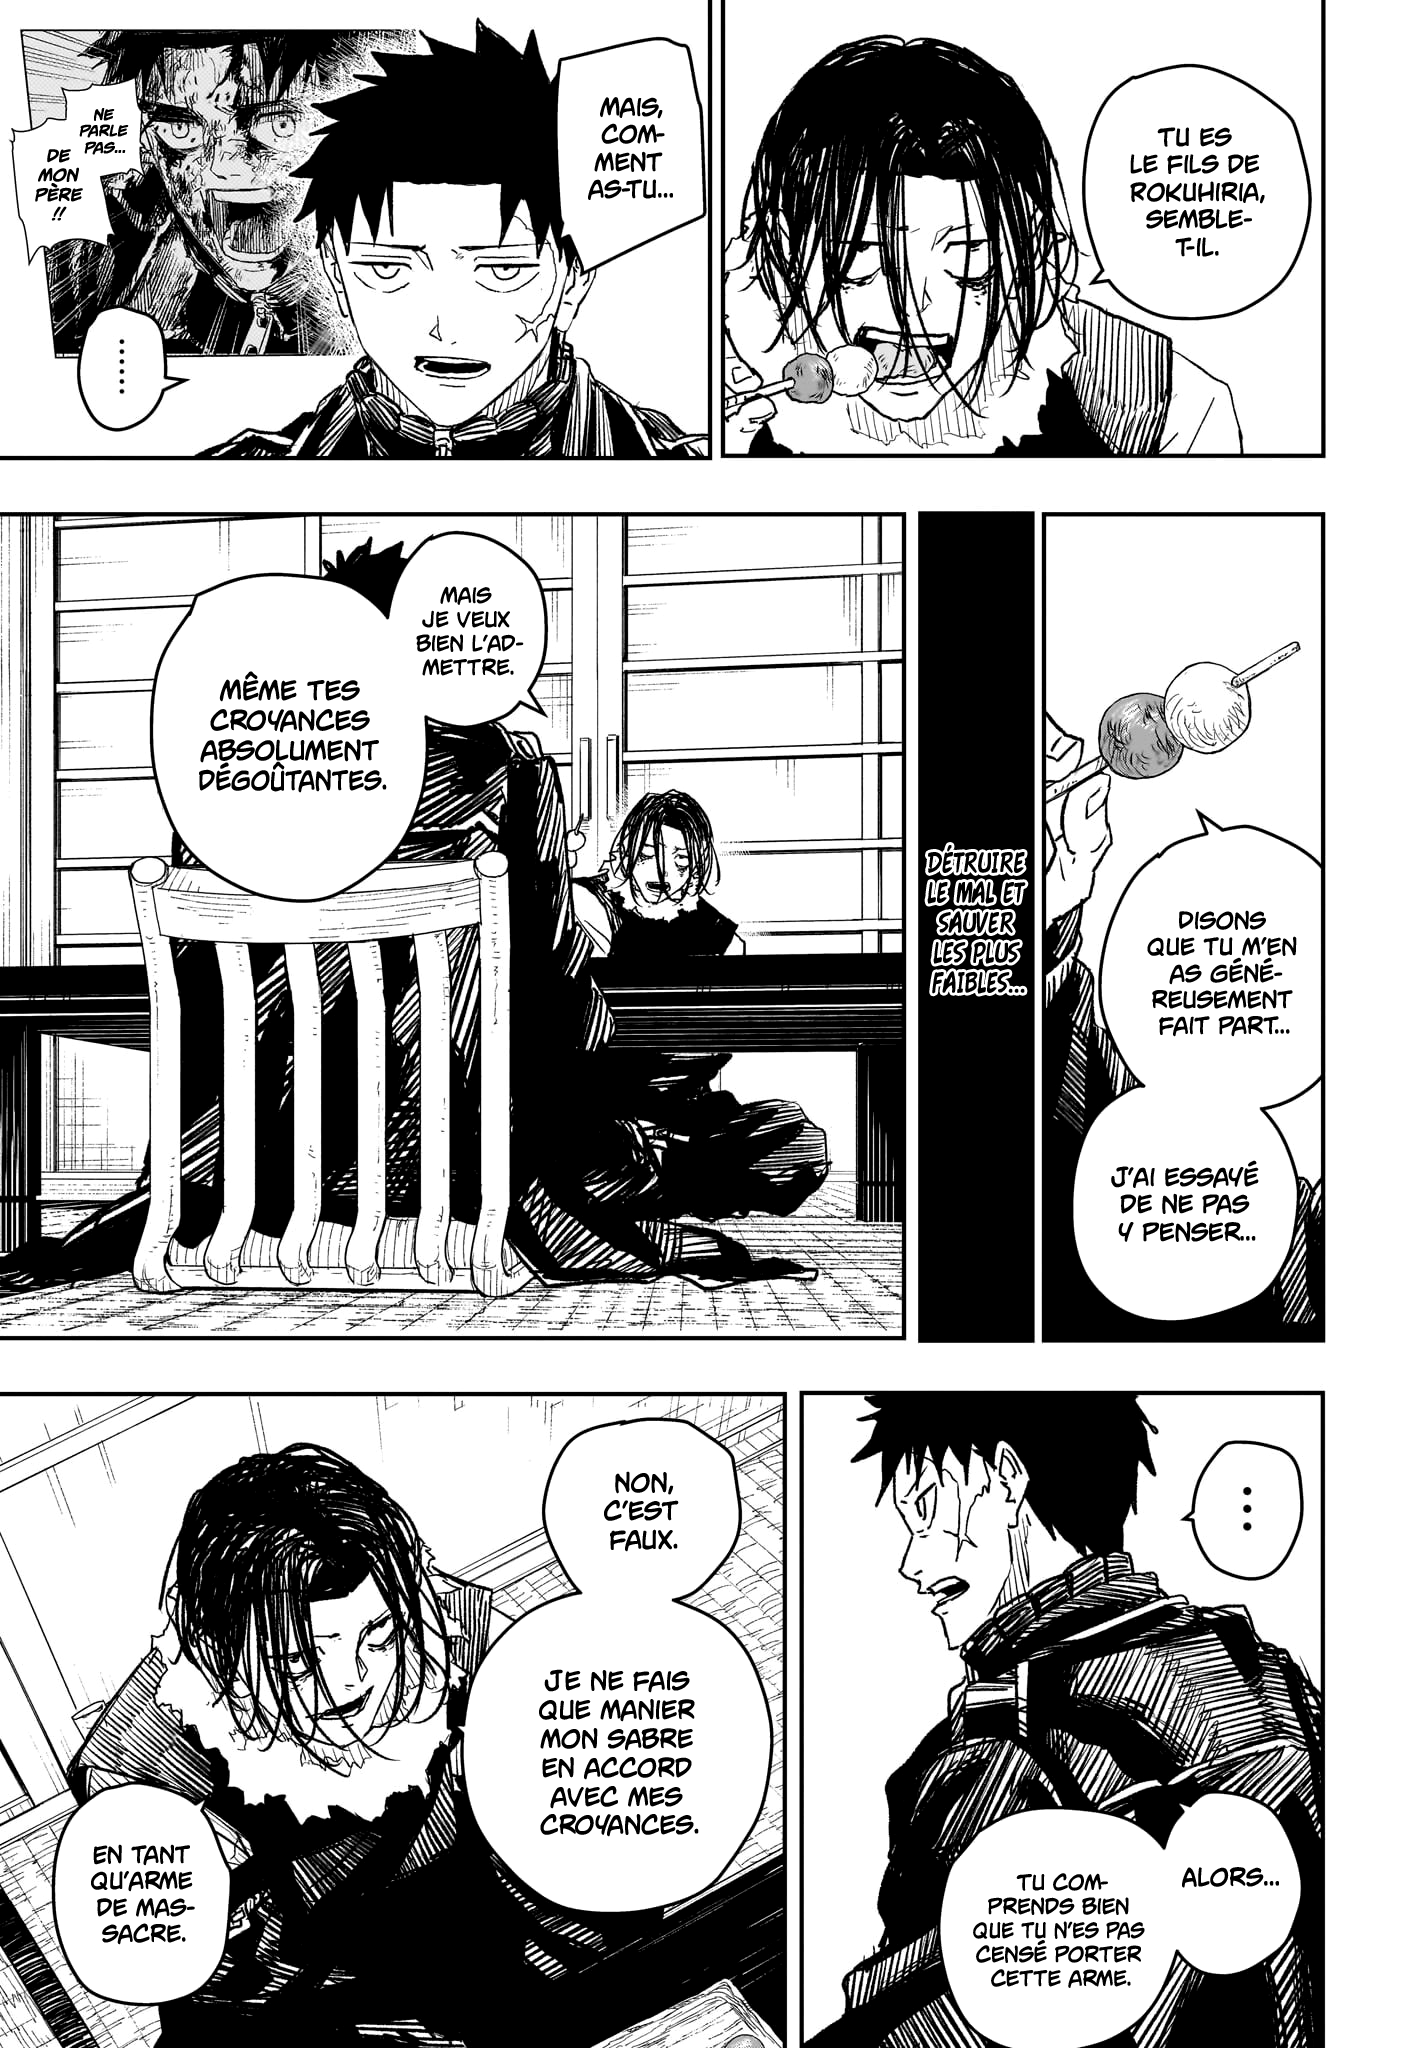 TU ES
LE FILS DE
ROKUHIRIA,
SEMBLE-
T-IL.
MAIS,
COM-
MENT
AS-TU...
NE
PARLE
PAS...
DE
MON
PÈRE
!!
......
DISONS
QUE TU M'EN
AS GÉNÉ-
REUSEMENT
FAIT PART...
J'AI ESSAYÉ
DE NE PAS
Y PENSER...
DÉTRUIRE
LE MAL ET
SAUVER
LES PLUS
FAIBLES...
MAIS
JE VEUX
BIEN L'AD-
METTRE.
MÊME TES
CROYANCES
ABSOLUMENT
DÉGOÛTANTES.
...
ALORS...
TU COM-
PRENDS BIEN
QUE TU N'ES PAS
CENSÉ PORTER
CETTE ARME.
NON,
C'EST
FAUX.
JE NE FAIS
QUE MANIER
MON SABRE
EN ACCORD
AVEC MES
CROYANCES.
EN TANT
QU'ARME
DE MAS-
SACRE.